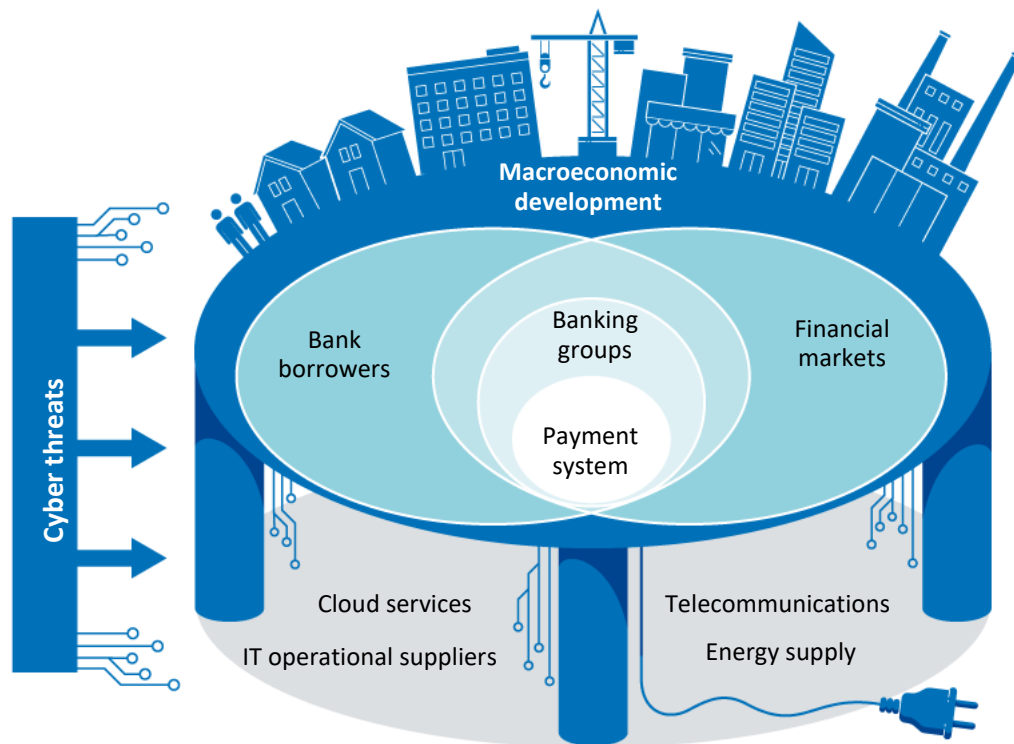 Macroeconomic
development
Cyber threats
Bank
borrowers
Banking
groups
Financial
markets
Payment
system
Cloud services
IT operational suppliers
Telecommunications
Energy supply